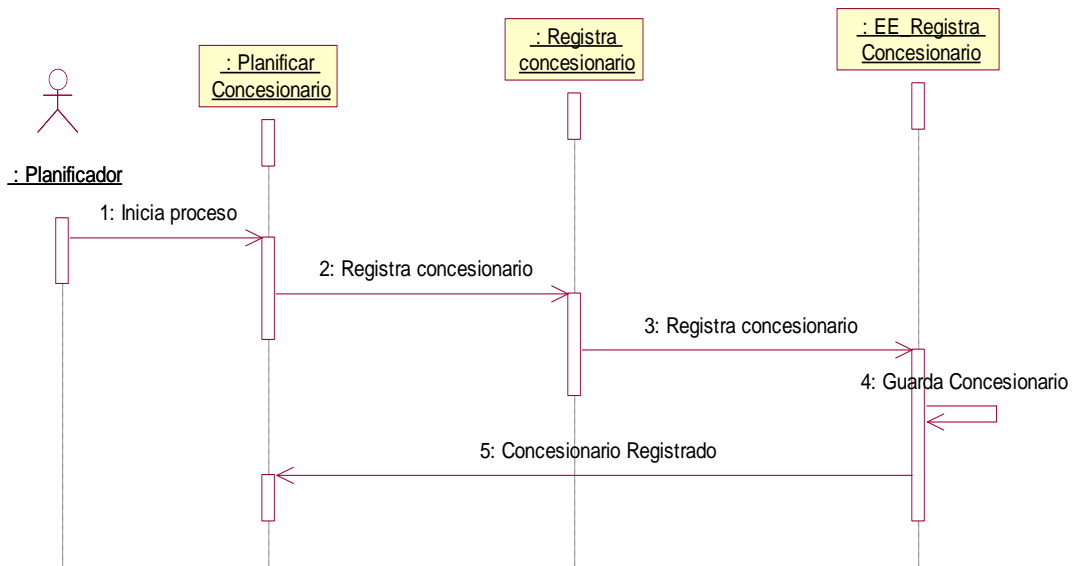 : EE_Registra
Concesionario
: Registra
concesionario
: Planificar
Concesionario
: Planificador
1: Inicia proceso
2: Registra concesionario
3: Registra concesionario
4: Guarda Concesionario
5: Concesionario Registrado